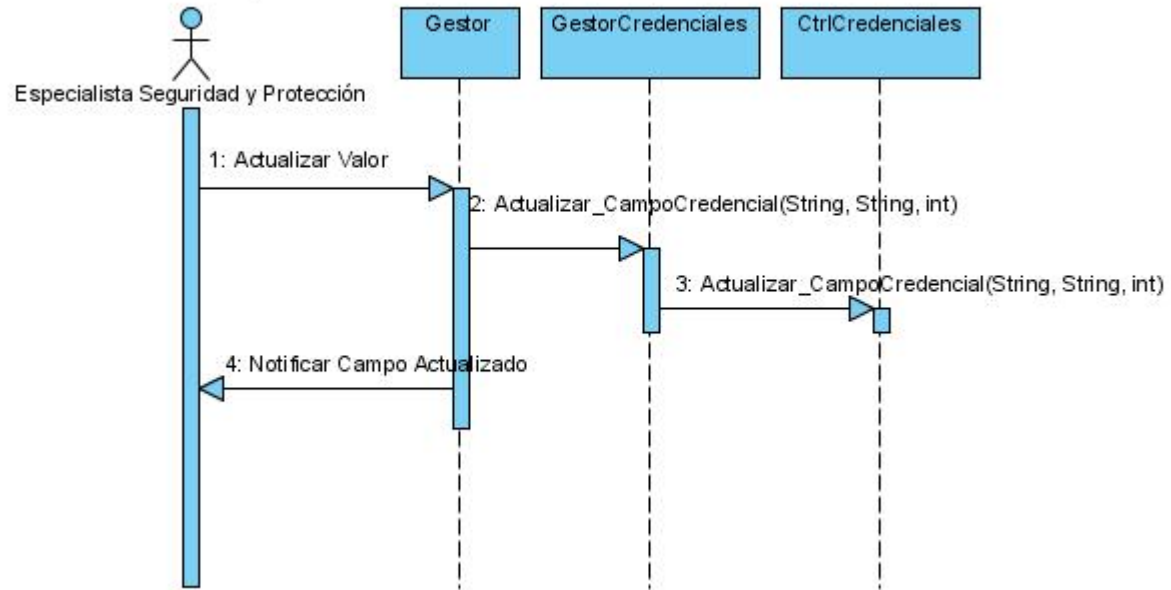 Gestor
GestorCredenciales
CtrlCredenciales
Especialista Seguridad y Protección
1: Actualizar Valor
2: Actualizar_CampoCredencial(String, String, int)
3: Actualizar_CampoCredencial(String, String, int)
4: Notificar Campo Actualizado